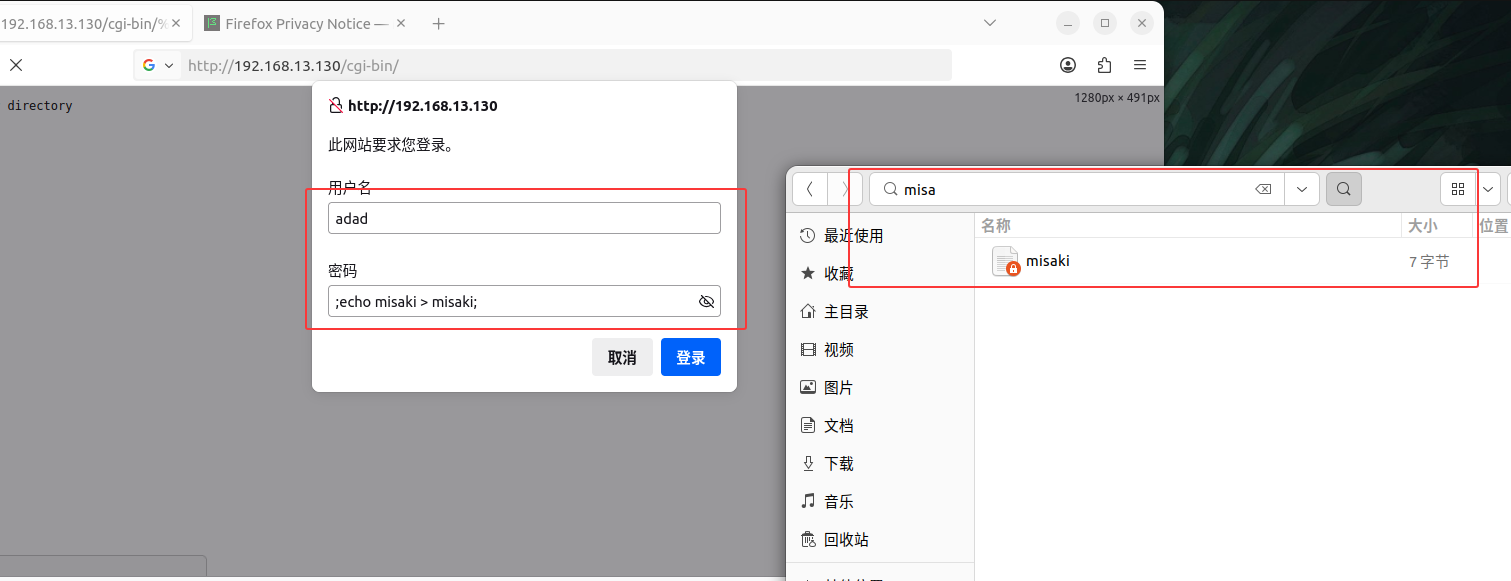 192.168.13.130/cgi-bin/%
Firefox Privacy Notice —
http://192.168.13.130/cgi-bin/
directory
1280px × 491px
http://192.168.13.130
此网站要求您登录。
用户名
adad
密码
;echo misaki > misaki;
取消
登录
misa
名称
大小
位置
misaki
7 字节
最近使用
收藏
主目录
视频
图片
文档
下载
音乐
回收站